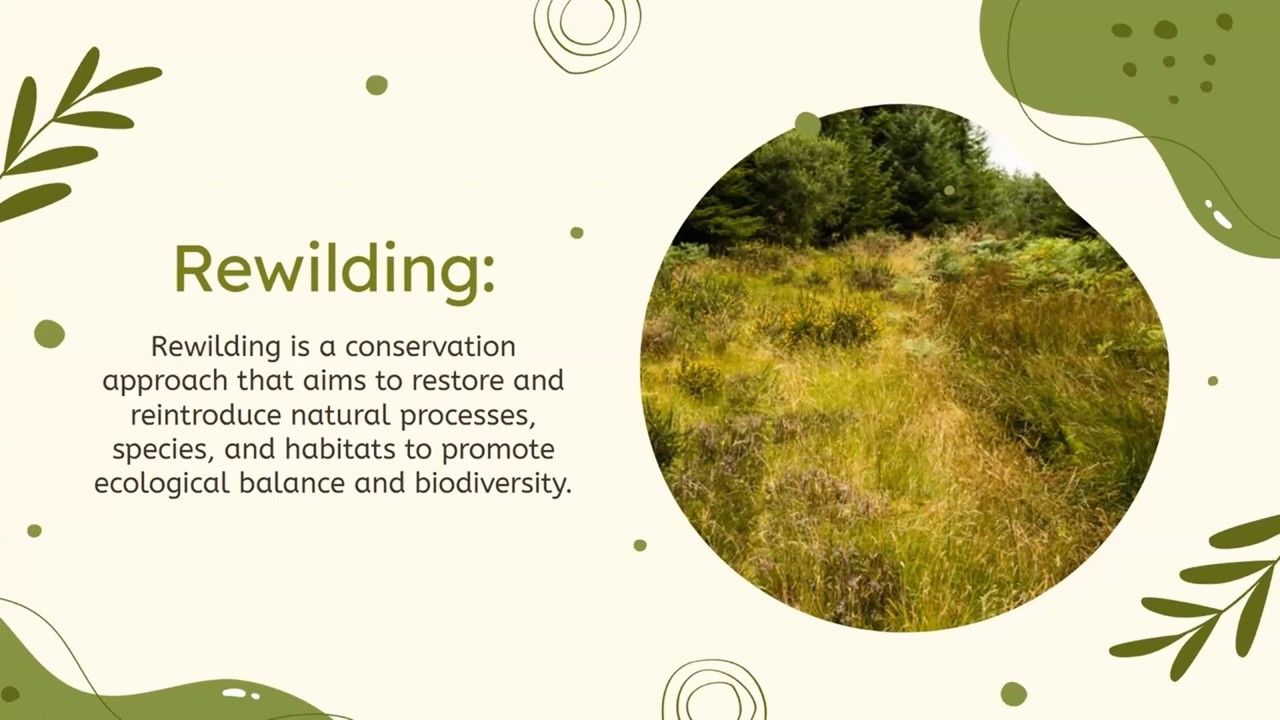 Rewilding:
Rewilding is a conservation
approach that aims to restore and
reintroduce natural processes,
species, and habitats to promote
ecological balance and biodiversity.